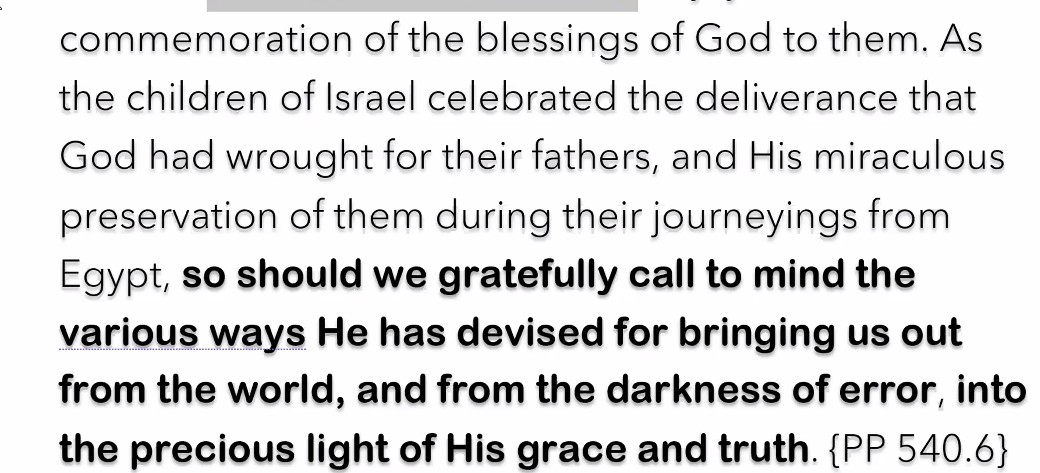 commemoration of the blessings of God to them. As
the children of Israel celebrated the deliverance that
God had wrought for their fathers, and His miraculous
preservation of them during their journeyings from
Egypt, so should we gratefully call to mind the
various ways He has devised for bringing us out
from the world, and from the darkness of error, into
the precious light of His grace and truth. {PP 540.6}